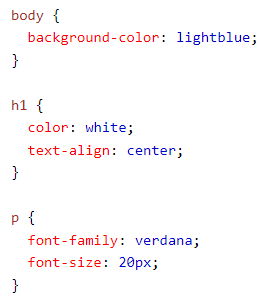 body {
  background-color: lightblue;
}

h1 {
  color: white;
  text-align: center;
}

p {
  font-family: verdana;
  font-size: 20px;
}